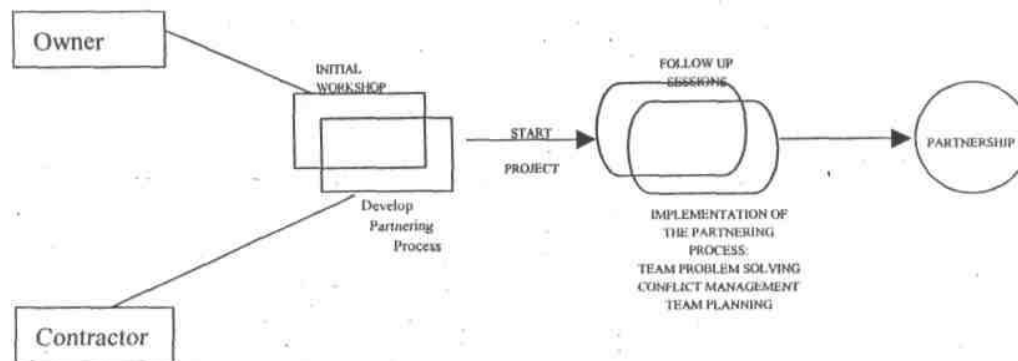 Owner
INITIAL
WORKSHOP
Develop
Partnering
Process
Contractor
START
PROJECT
FOLLOW UP
SESSIONS
IMPLEMENTATION OF
THE PARTNERING
PROCESS:
TEAM PROBLEM SOLVING
CONFLICT MANAGEMENT
TEAM PLANNING
PARTNERSHIP